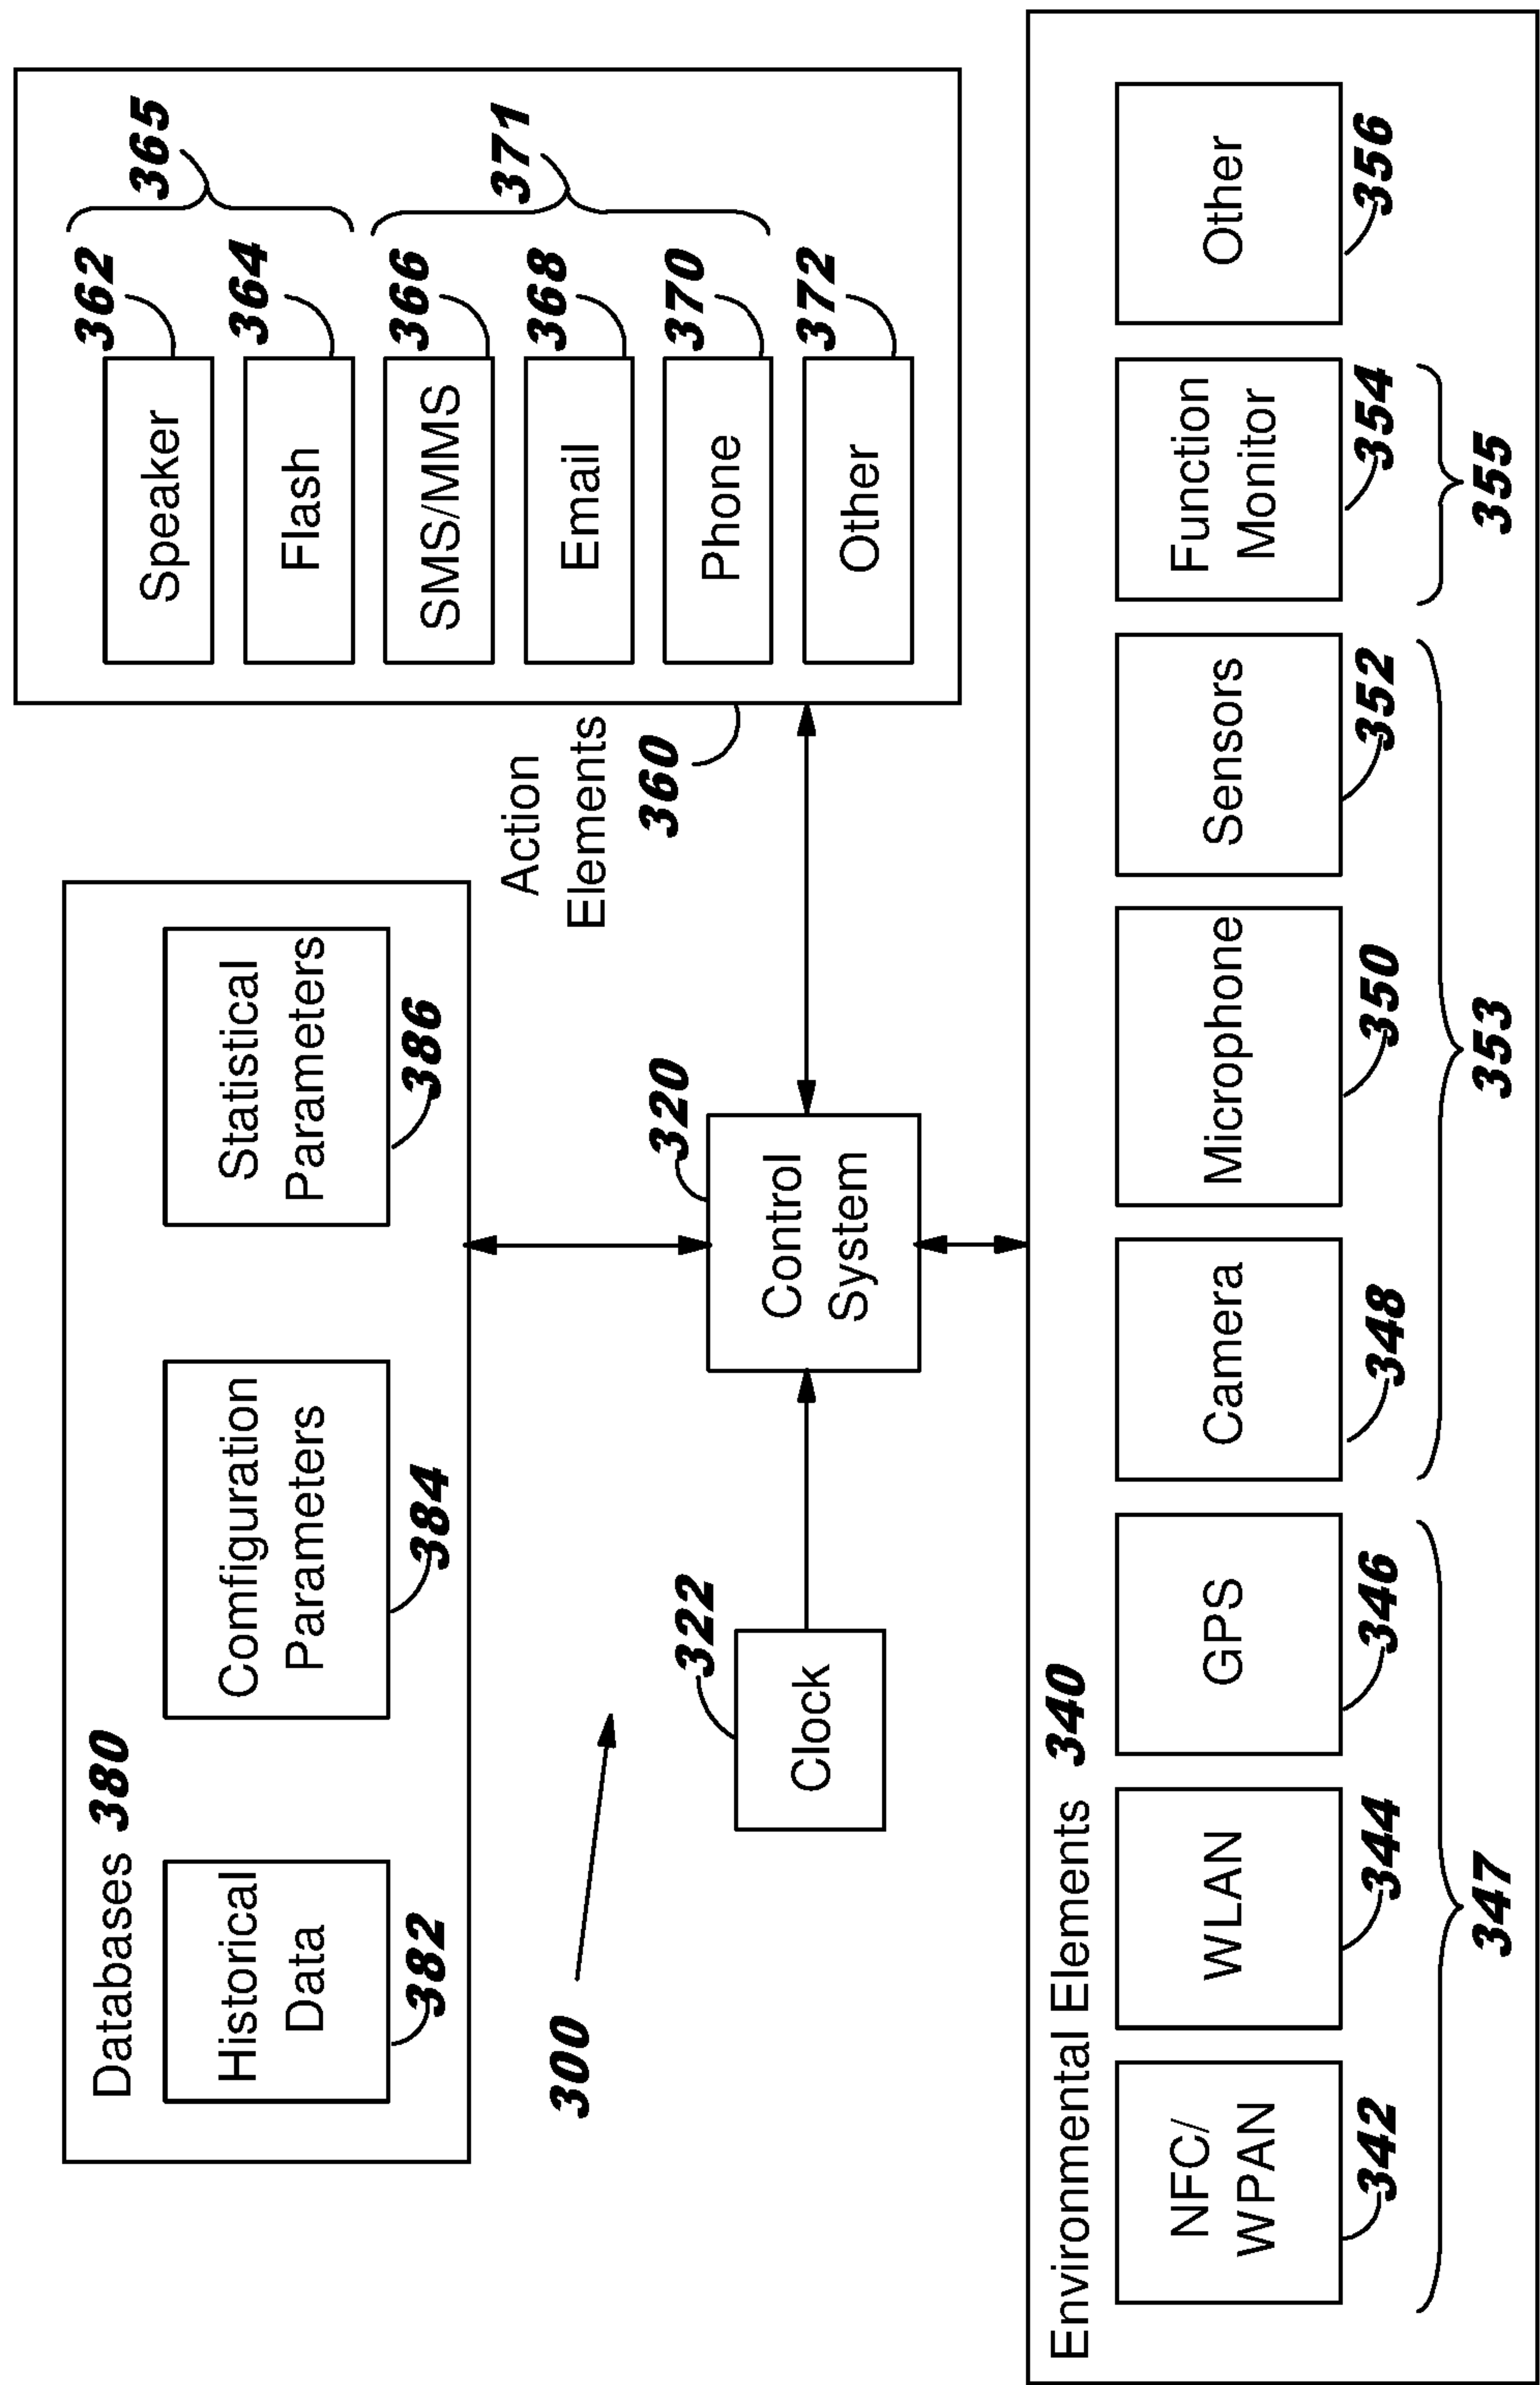 Databases 380
Historical
Data
382
Comfiguration
Parameters
384
Statistical
Parameters
386
300
Clock
322
Control
System
320
Action
Elements
360
Speaker
362
Flash
364
365
SMS/MMS
366
Email
368
Phone
370
371
Other
372
Environmental Elements 340
NFC/
WPAN
342
WLAN
344
GPS
346
347
Camera
348
Microphone
350
Sensors
352
353
Function
Monitor
354
355
Other
356